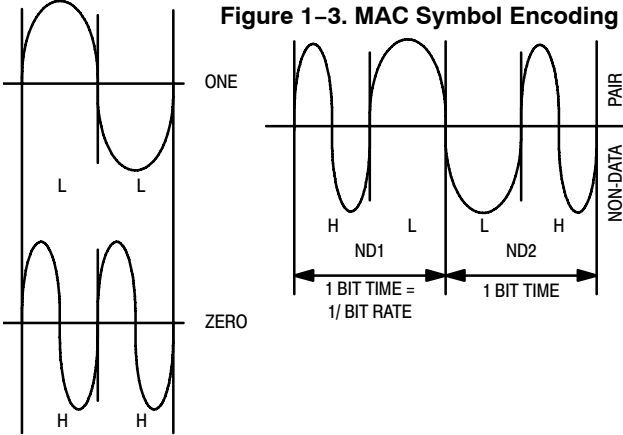 Figure 1–3. MAC Symbol Encoding
ONE
L L
PAIR
NON-DATA
H L L H
ND1 ND2
1 BIT TIME =
1/ BIT RATE
1 BIT TIME
ZERO
H H